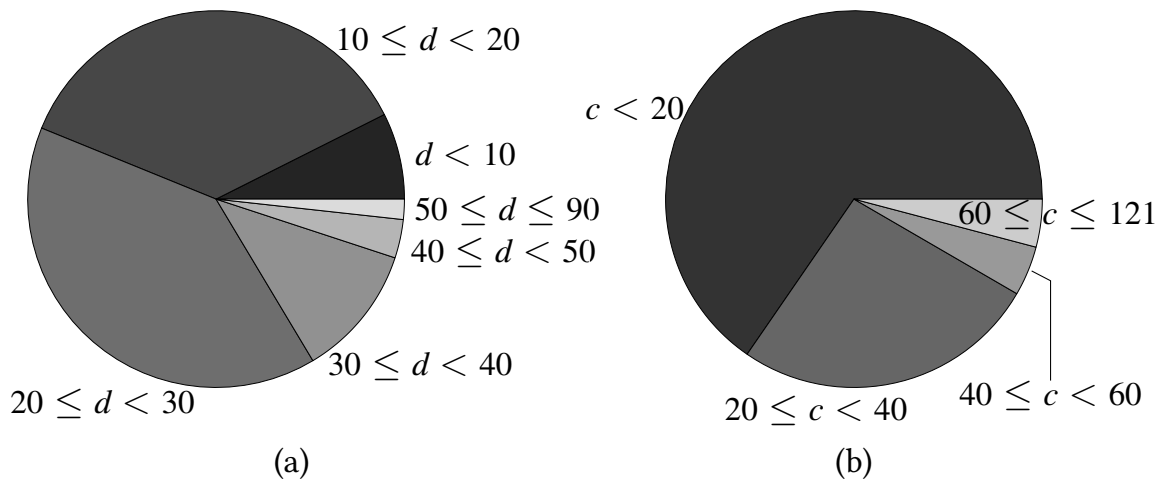 10 ≤ d < 20
d < 10
50 ≤ d ≤ 90
40 ≤ d < 50
30 ≤ d < 40
20 ≤ d < 30
(a)
c < 20
60 ≤ c ≤ 121
40 ≤ c < 60
20 ≤ c < 40
(b)